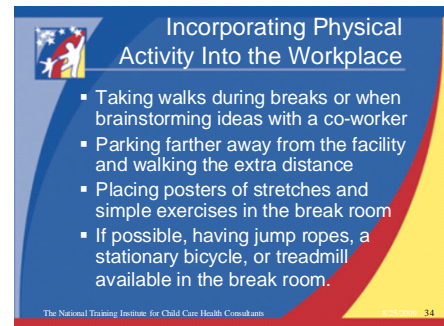 Incorporating Physical
Activity Into the Workplace
▪ Taking walks during breaks or when
brainstorming ideas with a co-worker
▪ Parking farther away from the facility
and walking the extra distance
▪ Placing posters of stretches and
simple exercises in the break room
▪ If possible, having jump ropes, a
stationary bicycle, or treadmill
available in the break room.
The National Training Institute for Child Care Health Consultants 34